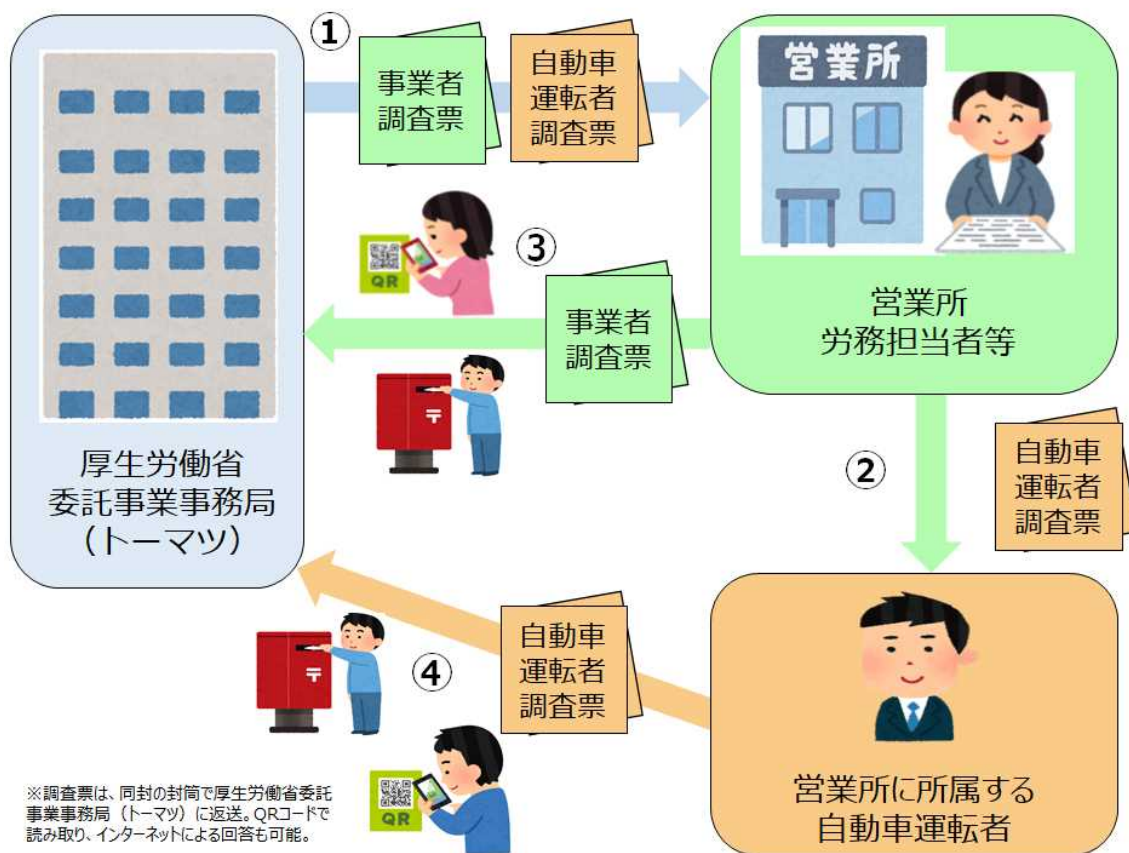 ①
事業者
調査票
自動車
運転者
調査票
営業所
営業所
労務担当者等
③
QR
事業者
調査票
〒
厚生労働省
委託事業事務局
（トーマツ）
②
自動車
運転者
調査票
④
自動車
運転者
調査票
〒
QR
営業所に所属する
自動車運転者
※調査票は、同封の封筒で厚生労働省委託
事業事務局（トーマツ）に返送。QRコードで
読み取り、インターネットによる回答も可能。